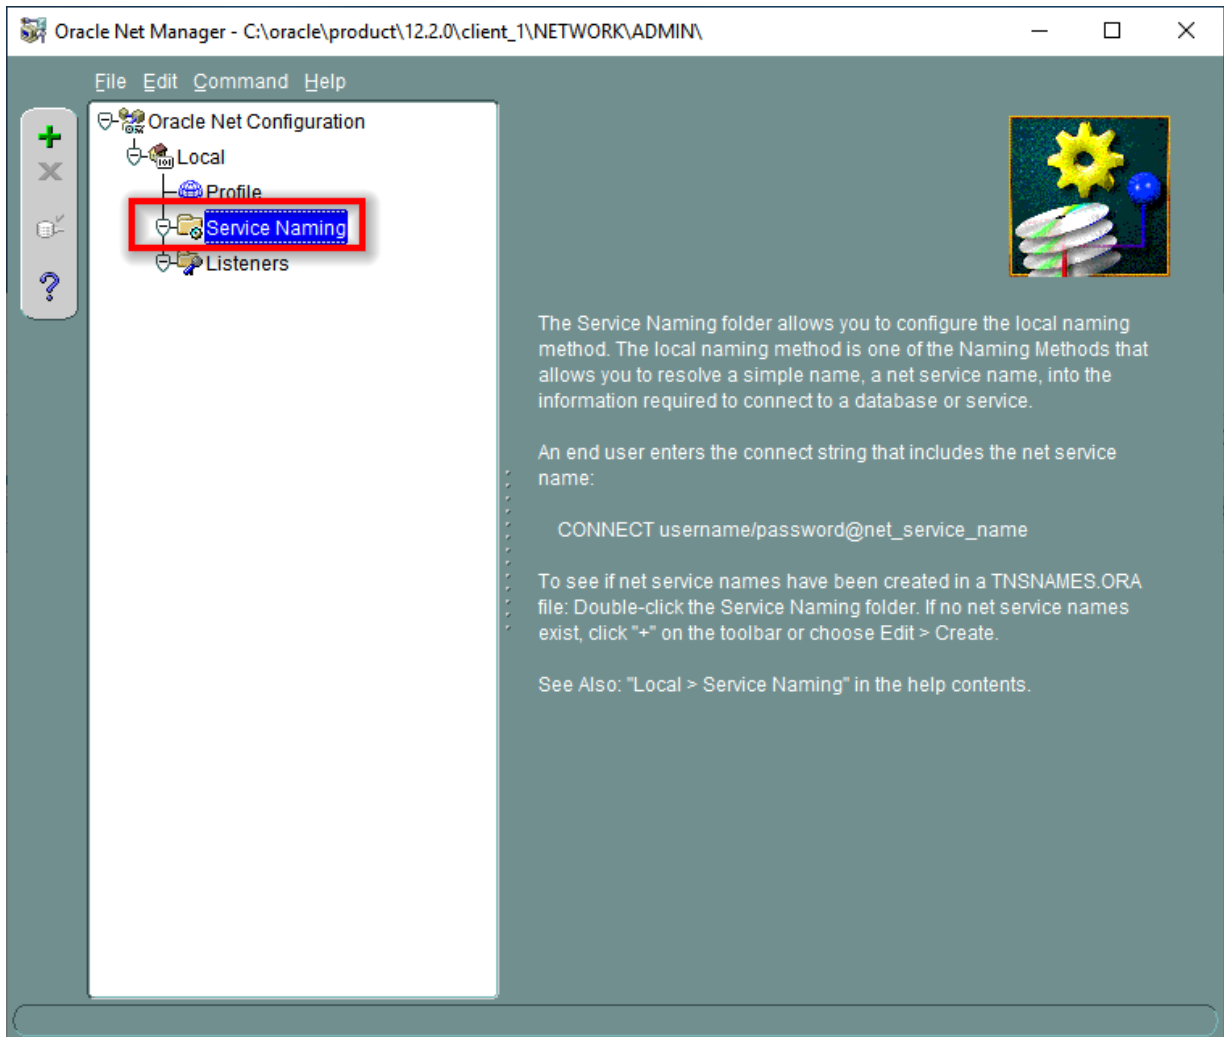 Oracle Net Manager - C:\oracle\product\12.2.0\client_1\NETWORK\ADMIN\
File Edit Command Help
Oracle Net Configuration
Local
Profile
Service Naming
Listeners
The Service Naming folder allows you to configure the local naming
method. The local naming method is one of the Naming Methods that
allows you to resolve a simple name, a net service name, into the
information required to connect to a database or service.
An end user enters the connect string that includes the net service
name:
CONNECT username/password@net_service_name
To see if net service names have been created in a TNSNAMES.ORA
file: Double-click the Service Naming folder. If no net service names
exist, click "+" on the toolbar or choose Edit > Create.
See Also: "Local > Service Naming" in the help contents.